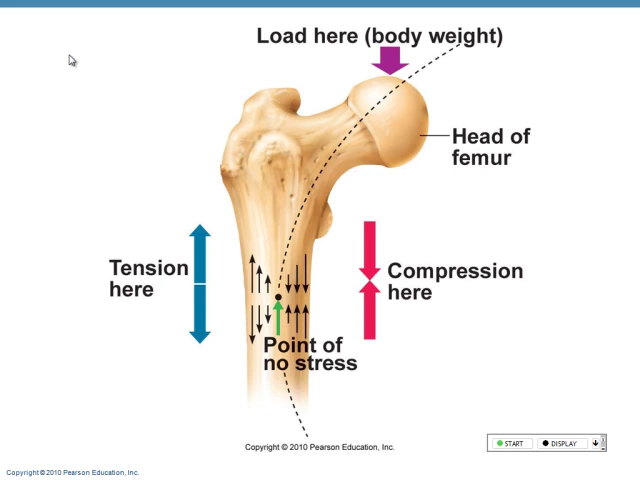 Load here (body weight)
Head of
femur
Tension
here
Compression
here
Point of
no stress
Copyright © 2010 Pearson Education, Inc.
START
DISPLAY
Copyright © 2010 Pearson Education, Inc.